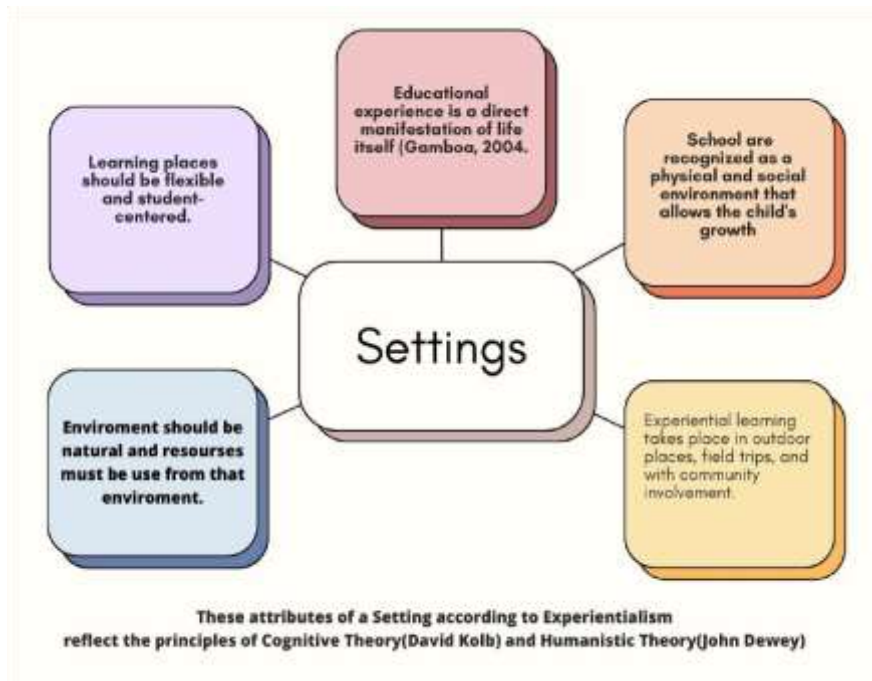 Educational
experience is a direct
manifestation of life
itself (Gamboa, 2004.
Learning places
should be flexible
and student-
centered.
School are
recognized as a
physical and social
environment that
allows the child's
growth
Settings
Enviroment should be
natural and resourses
must be use from that
enviroment.
Experiential learning
takes place in outdoor
places, field trips, and
with community
involvement.
These attributes of a Setting according to Experientialism
reflect the principles of Cognitive Theory(David Kolb) and Humanistic Theory(John Dewey)